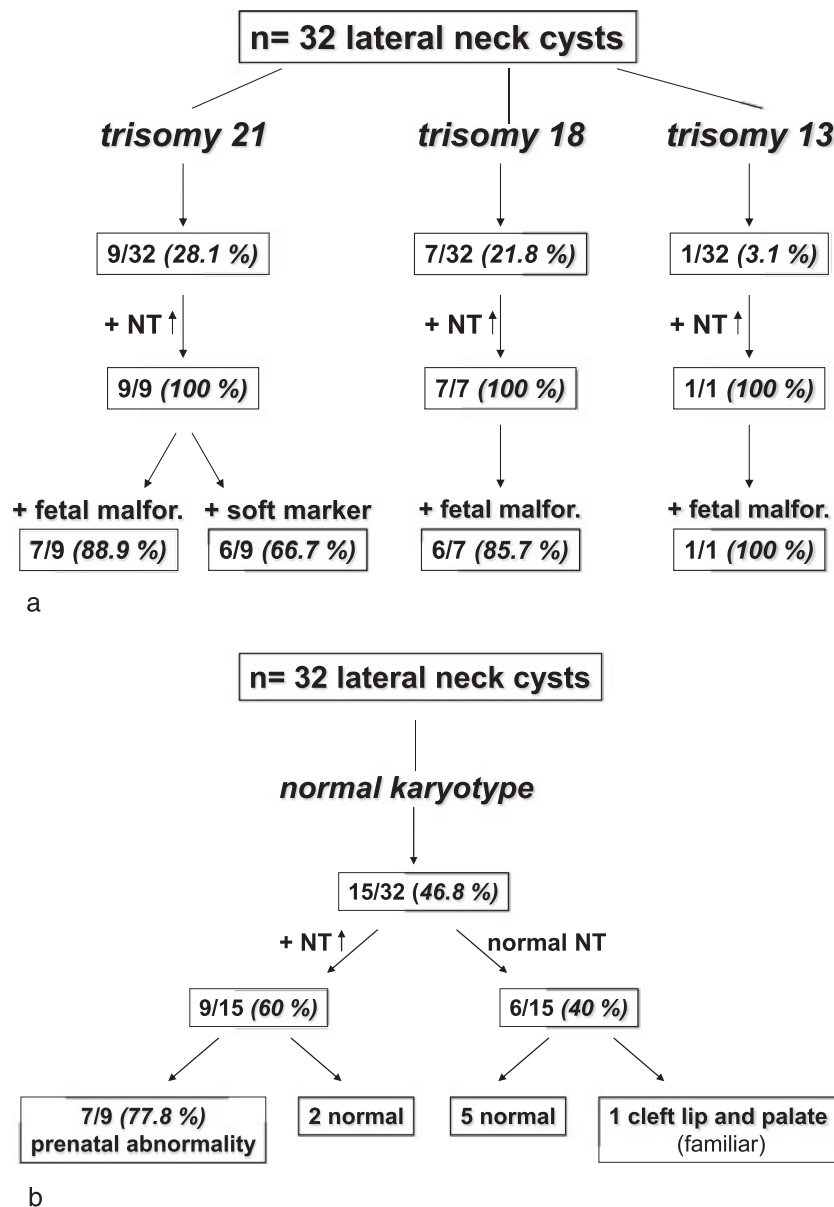 n= 32 lateral neck cysts
trisomy 21
trisomy 18
trisomy 13
9/32 (28.1 %)
7/32 (21.8 %)
1/32 (3.1 %)
+ NT ↑
+ NT ↑
+ NT ↑
9/9 (100 %)
7/7 (100 %)
1/1 (100 %)
+ fetal malfor.
+ soft marker
+ fetal malfor.
+ fetal malfor.
7/9 (88.9 %)
6/9 (66.7 %)
6/7 (85.7 %)
1/1 (100 %)
a
n= 32 lateral neck cysts
normal karyotype
15/32 (46.8 %)
+ NT ↑
normal NT
9/15 (60 %)
6/15 (40 %)
7/9 (77.8 %)
prenatal abnormality
2 normal
5 normal
1 cleft lip and palate
(familiar)
b